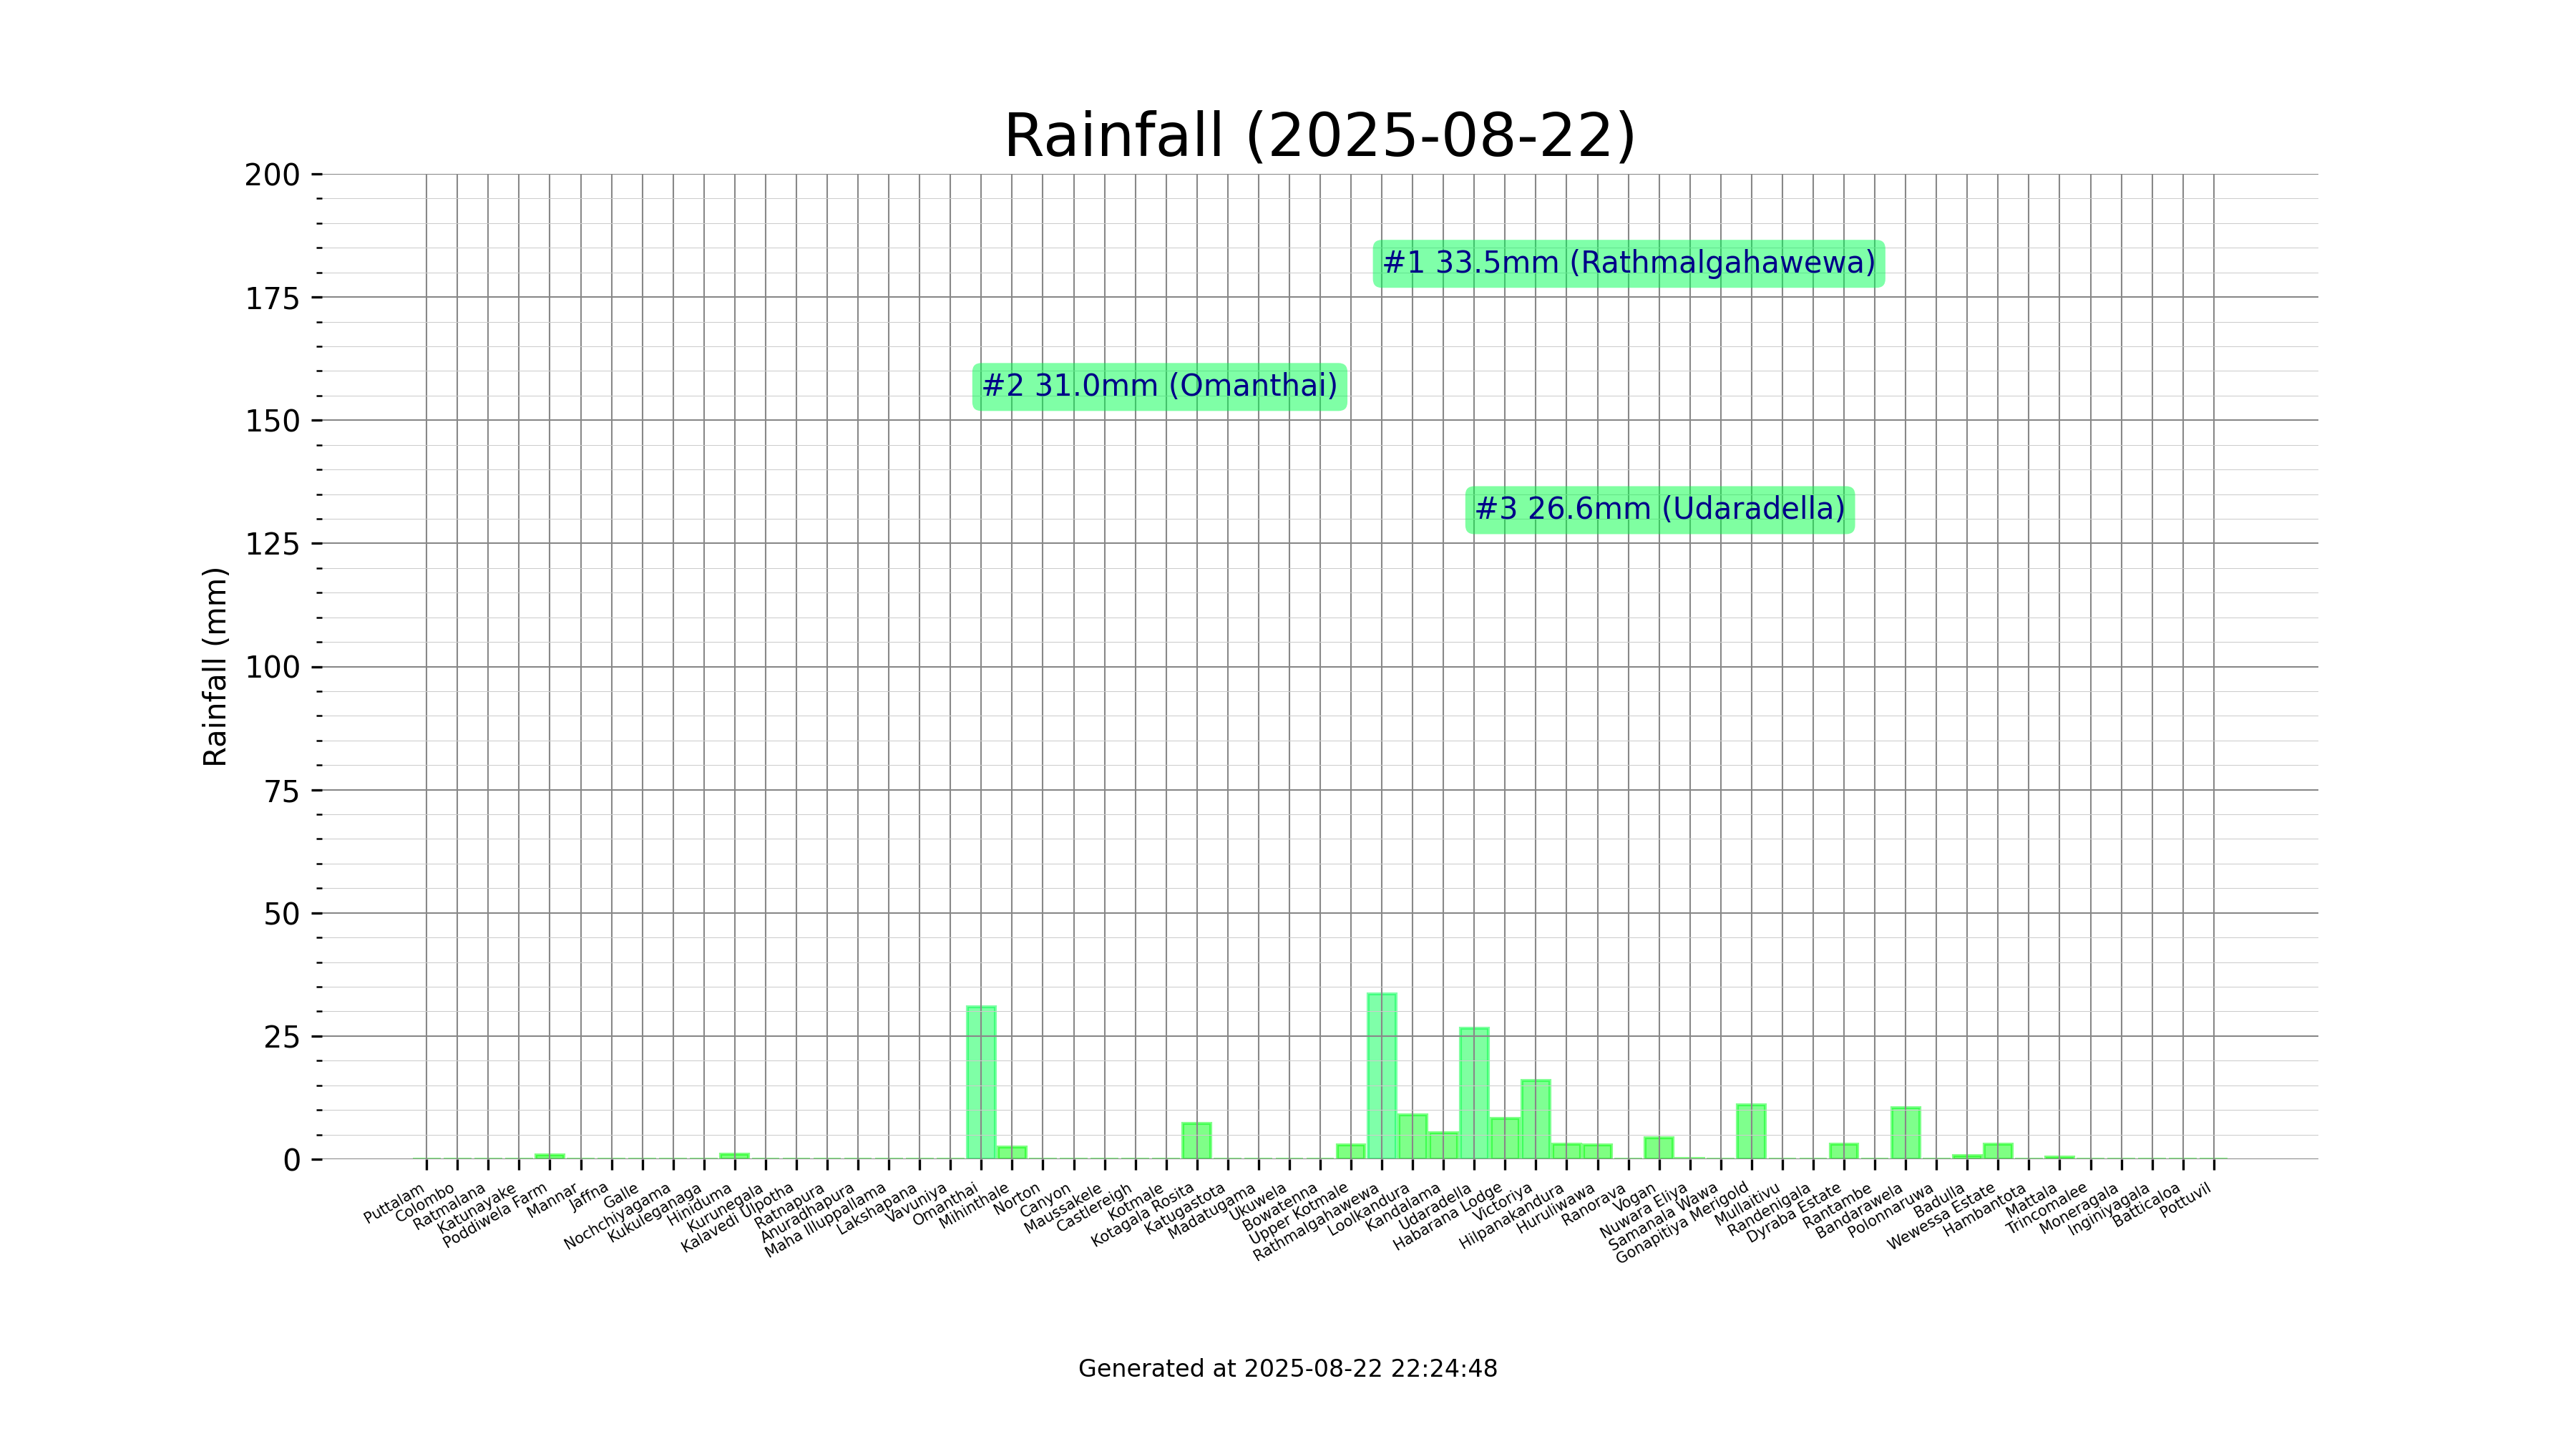 Rainfall (2025-08-22)
200
175
150
125
100
75
50
25
0
Rainfall (mm)
#1 33.5mm (Rathmalgahawewa)
#2 31.0mm (Omanthai)
#3 26.6mm (Udaradella)
Puttalam
Colombo
Ratmalana
Katunayake
Poddiwela Farm
Mannar
Jaffna
Galle
Nochchiyagama
Kukuleganaga
Hiniduma
Kurunegala
Kalavedi Ulpotha
Ratnapura
Anuradhapura
Maha Illuppallama
Lakshapana
Vavuniya
Omanthai
Mihinthale
Norton
Canyon
Maussakele
Castlereigh
Kotmale
Kotagala Rosita
Katugastota
Madatugama
Ukuwela
Bowatenna
Upper Kotmale
Rathmalgahawewa
Loolkandura
Kandalama
Udaradella
Habarana Lodge
Victoriya
Hilpanakandura
Huruliwawa
Ranorava
Vogan
Nuwara Eliya
Samanala Wawa
Gonapitiya Merigold
Mullaitivu
Randenigala
Dyraba Estate
Rantambe
Bandarawela
Polonnaruwa
Badulla
Wewessa Estate
Hambantota
Mattala
Trincomalee
Moneragala
Inginiyagala
Batticaloa
Pottuvil
Generated at 2025-08-22 22:24:48